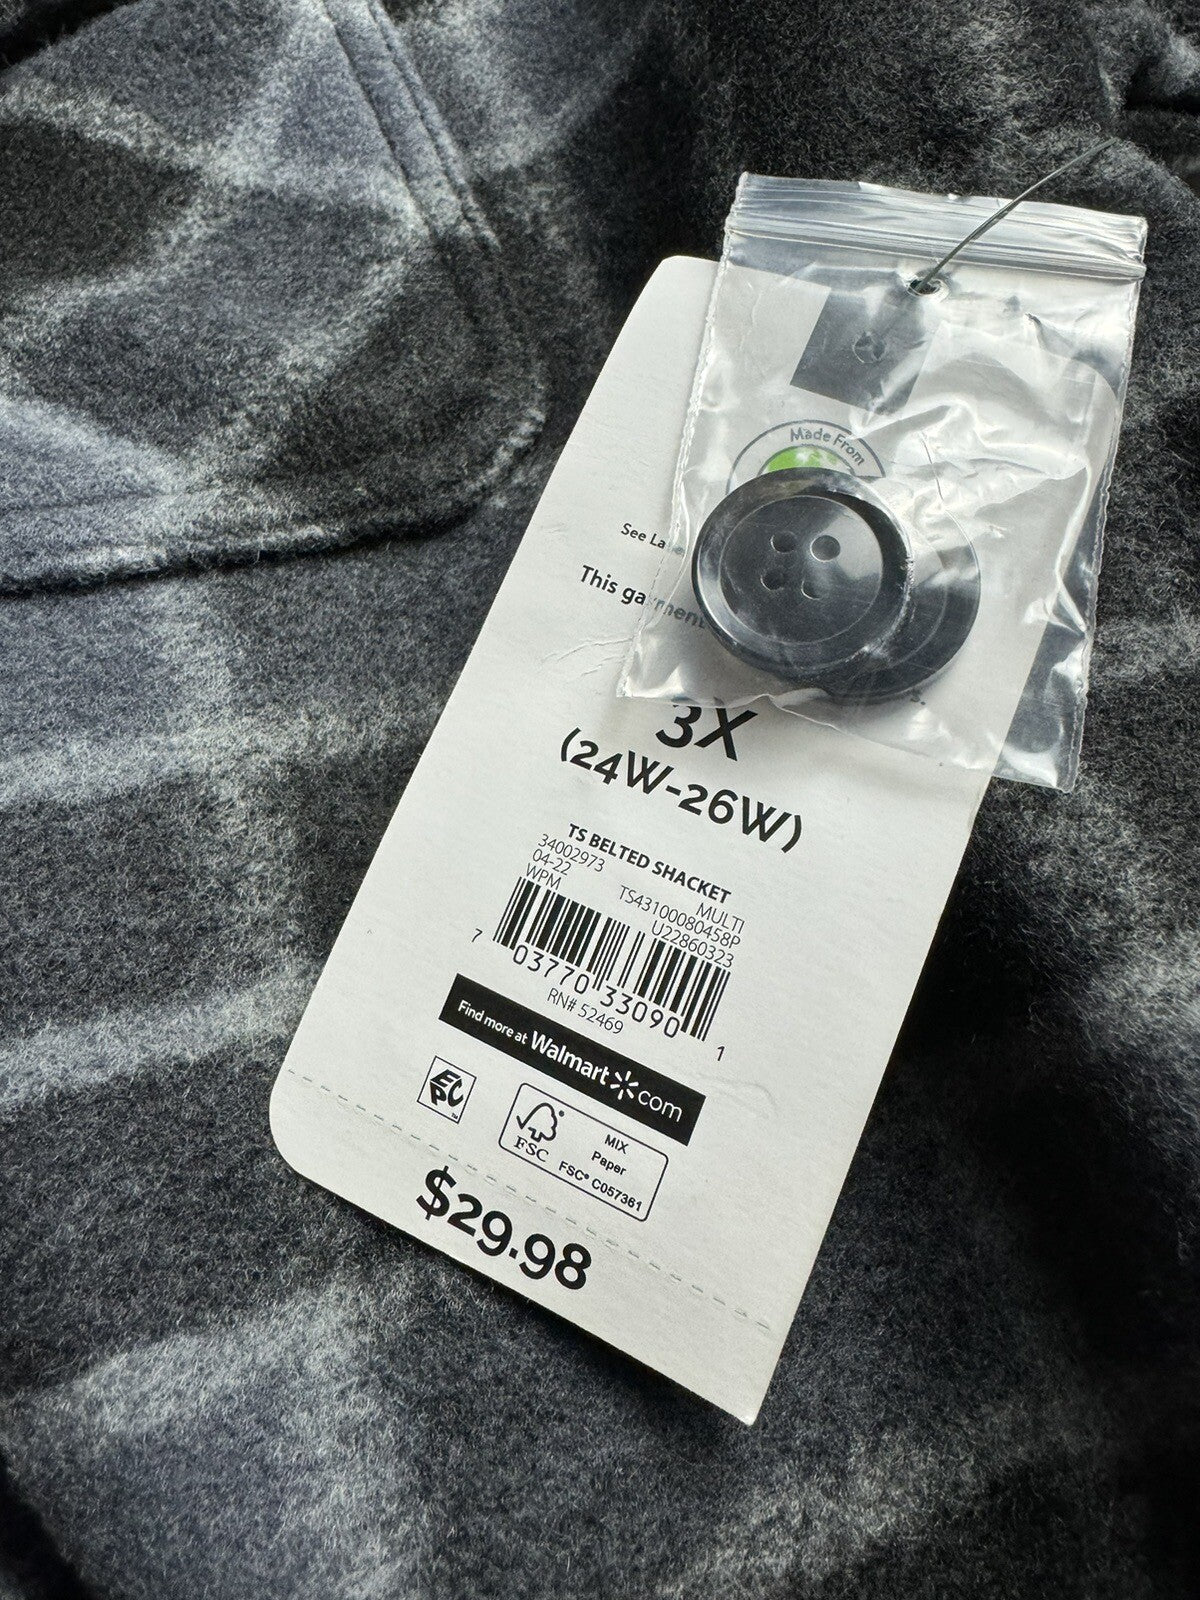 Made From
See La
This garment
3X
(24W-26W)
TS BELTED SHACKET
34002973 MULTI
04-22 TS43100080458P
WPM U22860323
7 03770 33090 1
RN# 52469
Find more at Walmart.com
EPC™
FSC
MIX
Paper
FSC® C057361
$29.98